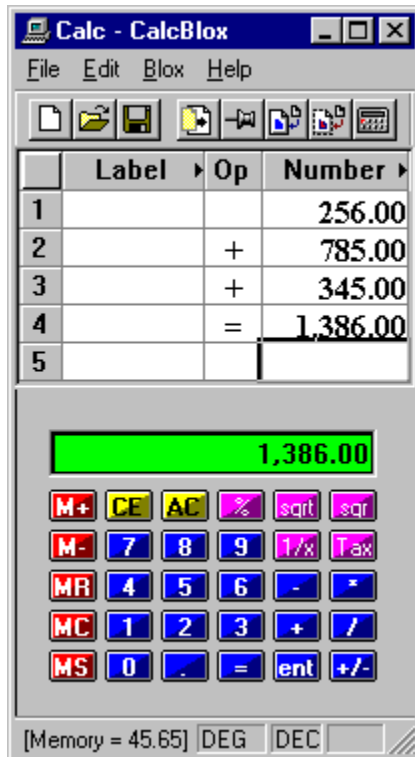 Calc - CalcBlox
File Edit Blox Help
Label Op Number
1 256.00
2 + 785.00
3 + 345.00
4 = 1,386.00
5
1,386.00
M+ CE AC % sqrt sqr
M- 7 8 9 1/x Tax
MR 4 5 6 - *
MC 1 2 3 + /
MS 0 . = ent +/-
[Memory = 45.65] DEG DEC